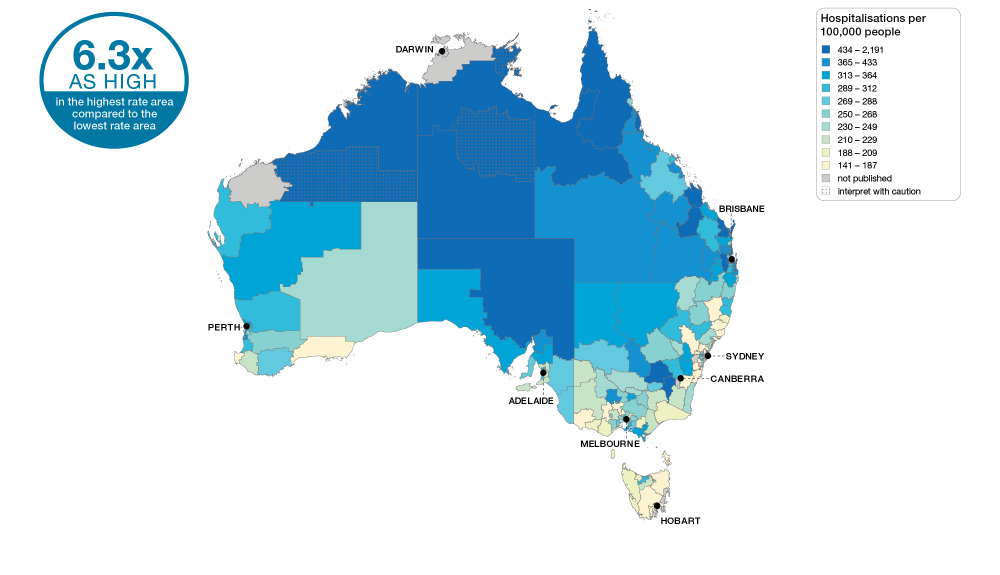 6.3x
AS HIGH
in the highest rate area
compared to the
lowest rate area
Hospitalisations per
100,000 people
434 – 2,191
365 – 433
313 – 364
289 – 312
269 – 288
250 – 268
230 – 249
210 – 229
188 – 209
141 – 187
not published
interpret with caution
DARWIN
BRISBANE
PERTH
SYDNEY
CANBERRA
ADELAIDE
MELBOURNE
HOBART